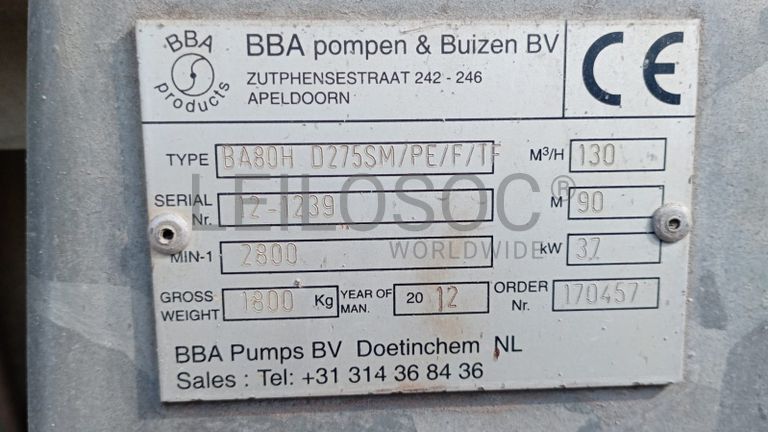 BBA
products
BBA pompen & Buizen BV
ZUTPHENSESTRAAT 242 - 246
APELDOORN
CE
TYPE BA80H D275SM/PE/F/TF M³/H 130
SERIAL Nr. 12-1239 M 90
MIN-1 2800 kW 37
GROSS WEIGHT 1800 Kg YEAR OF MAN. 2012 ORDER Nr. 170457
BBA Pumps BV Doetinchem NL
Sales : Tel: +31 314 36 84 36
LEILOSOC®
WORLDWIDE